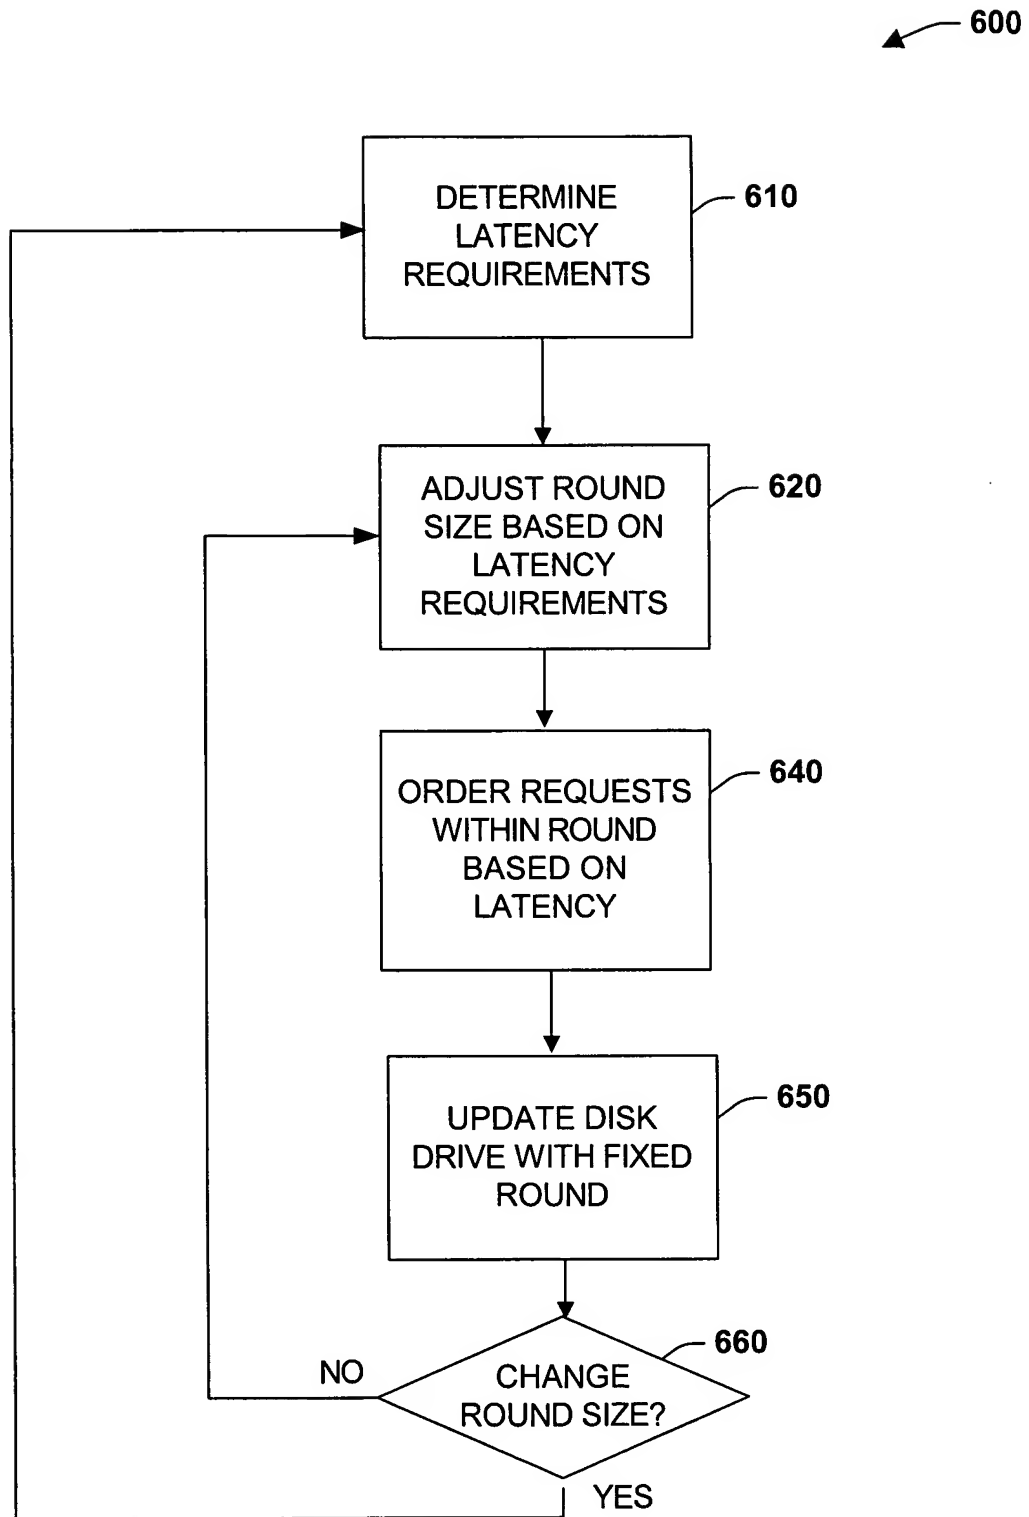 600
DETERMINE
LATENCY
REQUIREMENTS
610
ADJUST ROUND
SIZE BASED ON
LATENCY
REQUIREMENTS
620
ORDER REQUESTS
WITHIN ROUND
BASED ON
LATENCY
640
UPDATE DISK
DRIVE WITH FIXED
ROUND
650
660
NO
CHANGE
ROUND SIZE?
YES